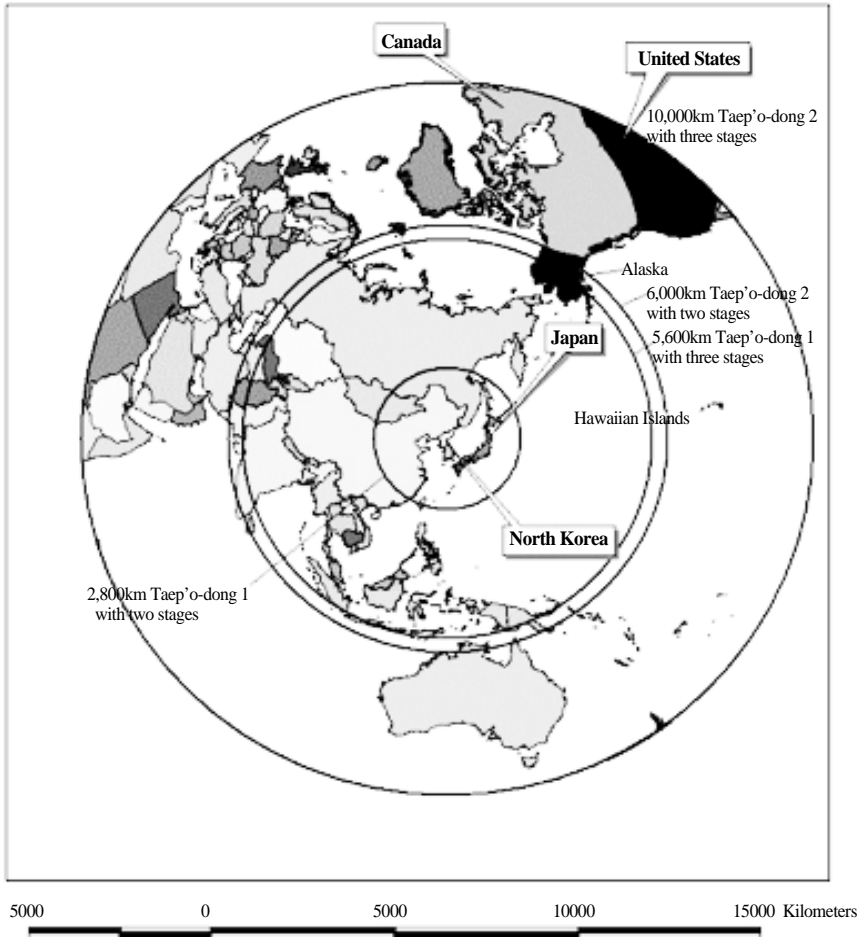 Canada
United States
10,000km Taep'o-dong 2
with three stages
Alaska
6,000km Taep'o-dong 2
with two stages
5,600km Taep'o-dong 1
with three stages
Japan
Hawaiian Islands
North Korea
2,800km Taep'o-dong 1
with two stages
5000 0 5000 10000 15000 Kilometers